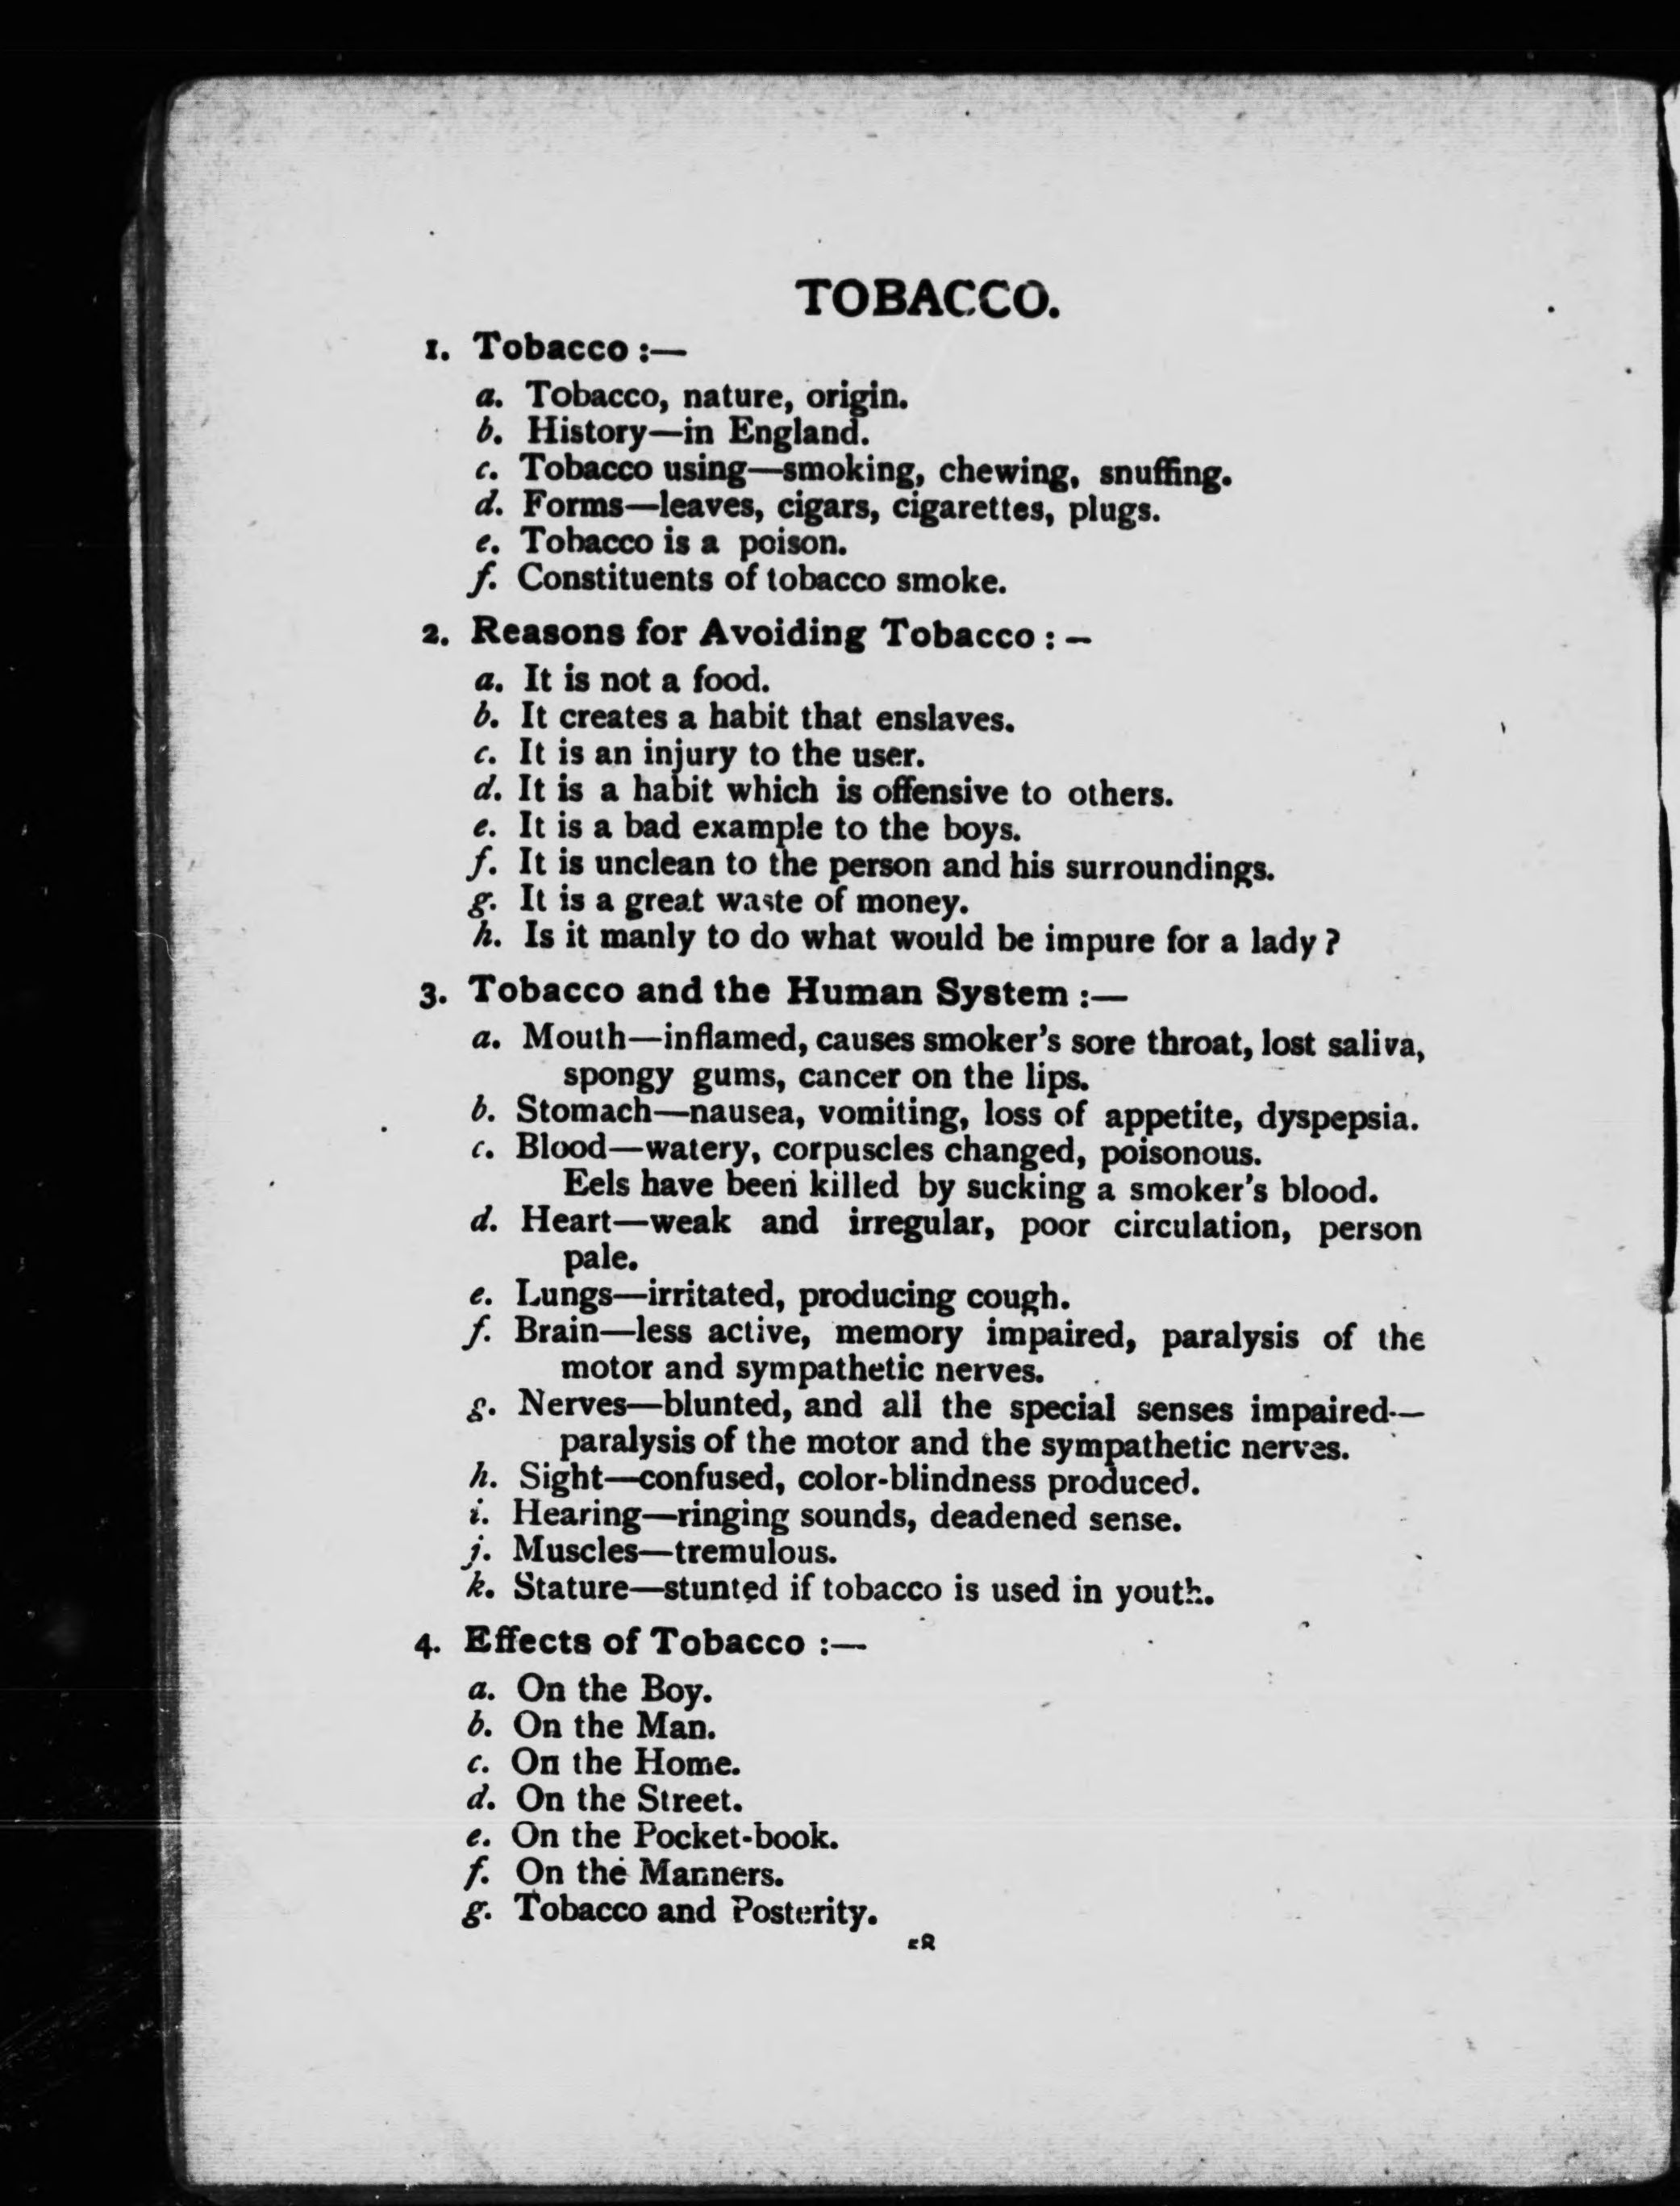 TOBACCO.
1. Tobacco :—
a. Tobacco, nature, origin.
b. History—in England.
c. Tobacco using—smoking, chewing, snuffing.
d. Forms—leaves, cigars, cigarettes, plugs.
e. Tobacco is a poison.
f. Constituents of tobacco smoke.
2. Reasons for Avoiding Tobacco : —
a. It is not a food.
b. It creates a habit that enslaves.
c. It is an injury to the user.
d. It is a habit which is offensive to others.
e. It is a bad example to the boys.
f. It is unclean to the person and his surroundings.
g. It is a great waste of money.
h. Is it manly to do what would be impure for a lady ?
3. Tobacco and the Human System :—
a. Mouth—inflamed, causes smoker's sore throat, lost saliva,
spongy gums, cancer on the lips.
b. Stomach—nausea, vomiting, loss of appetite, dyspepsia.
c. Blood—watery, corpuscles changed, poisonous.
Eels have been killed by sucking a smoker's blood.
d. Heart—weak and irregular, poor circulation, person
pale.
e. Lungs—irritated, producing cough.
f. Brain—less active, memory impaired, paralysis of the
motor and sympathetic nerves.
g. Nerves—blunted, and all the special senses impaired—
paralysis of the motor and the sympathetic nerves.
h. Sight—confused, color-blindness produced.
i. Hearing—ringing sounds, deadened sense.
j. Muscles—tremulous.
k. Stature—stunted if tobacco is used in youth.
4. Effects of Tobacco :—
a. On the Boy.
b. On the Man.
c. On the Home.
d. On the Street.
e. On the Pocket-book.
f. On the Manners.
g. Tobacco and Posterity.